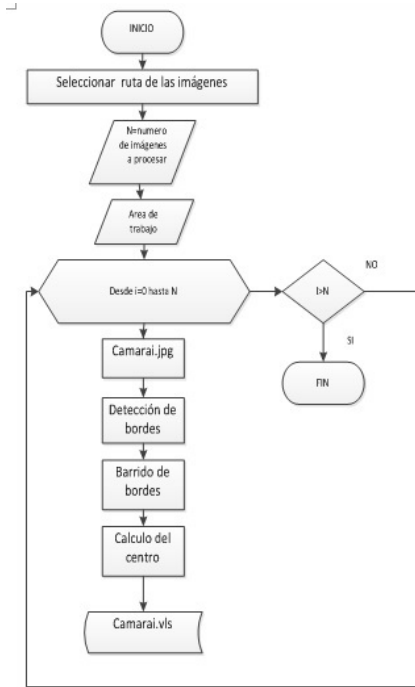 INICIO
Seleccionar ruta de las imágenes
N=numero
de imágenes
a procesar
Area de
trabajo
Desde i=0 hasta N
I>N
NO
SI
FIN
Camarai.jpg
Detección de
bordes
Barrido de
bordes
Calculo del
centro
Camarai.vls